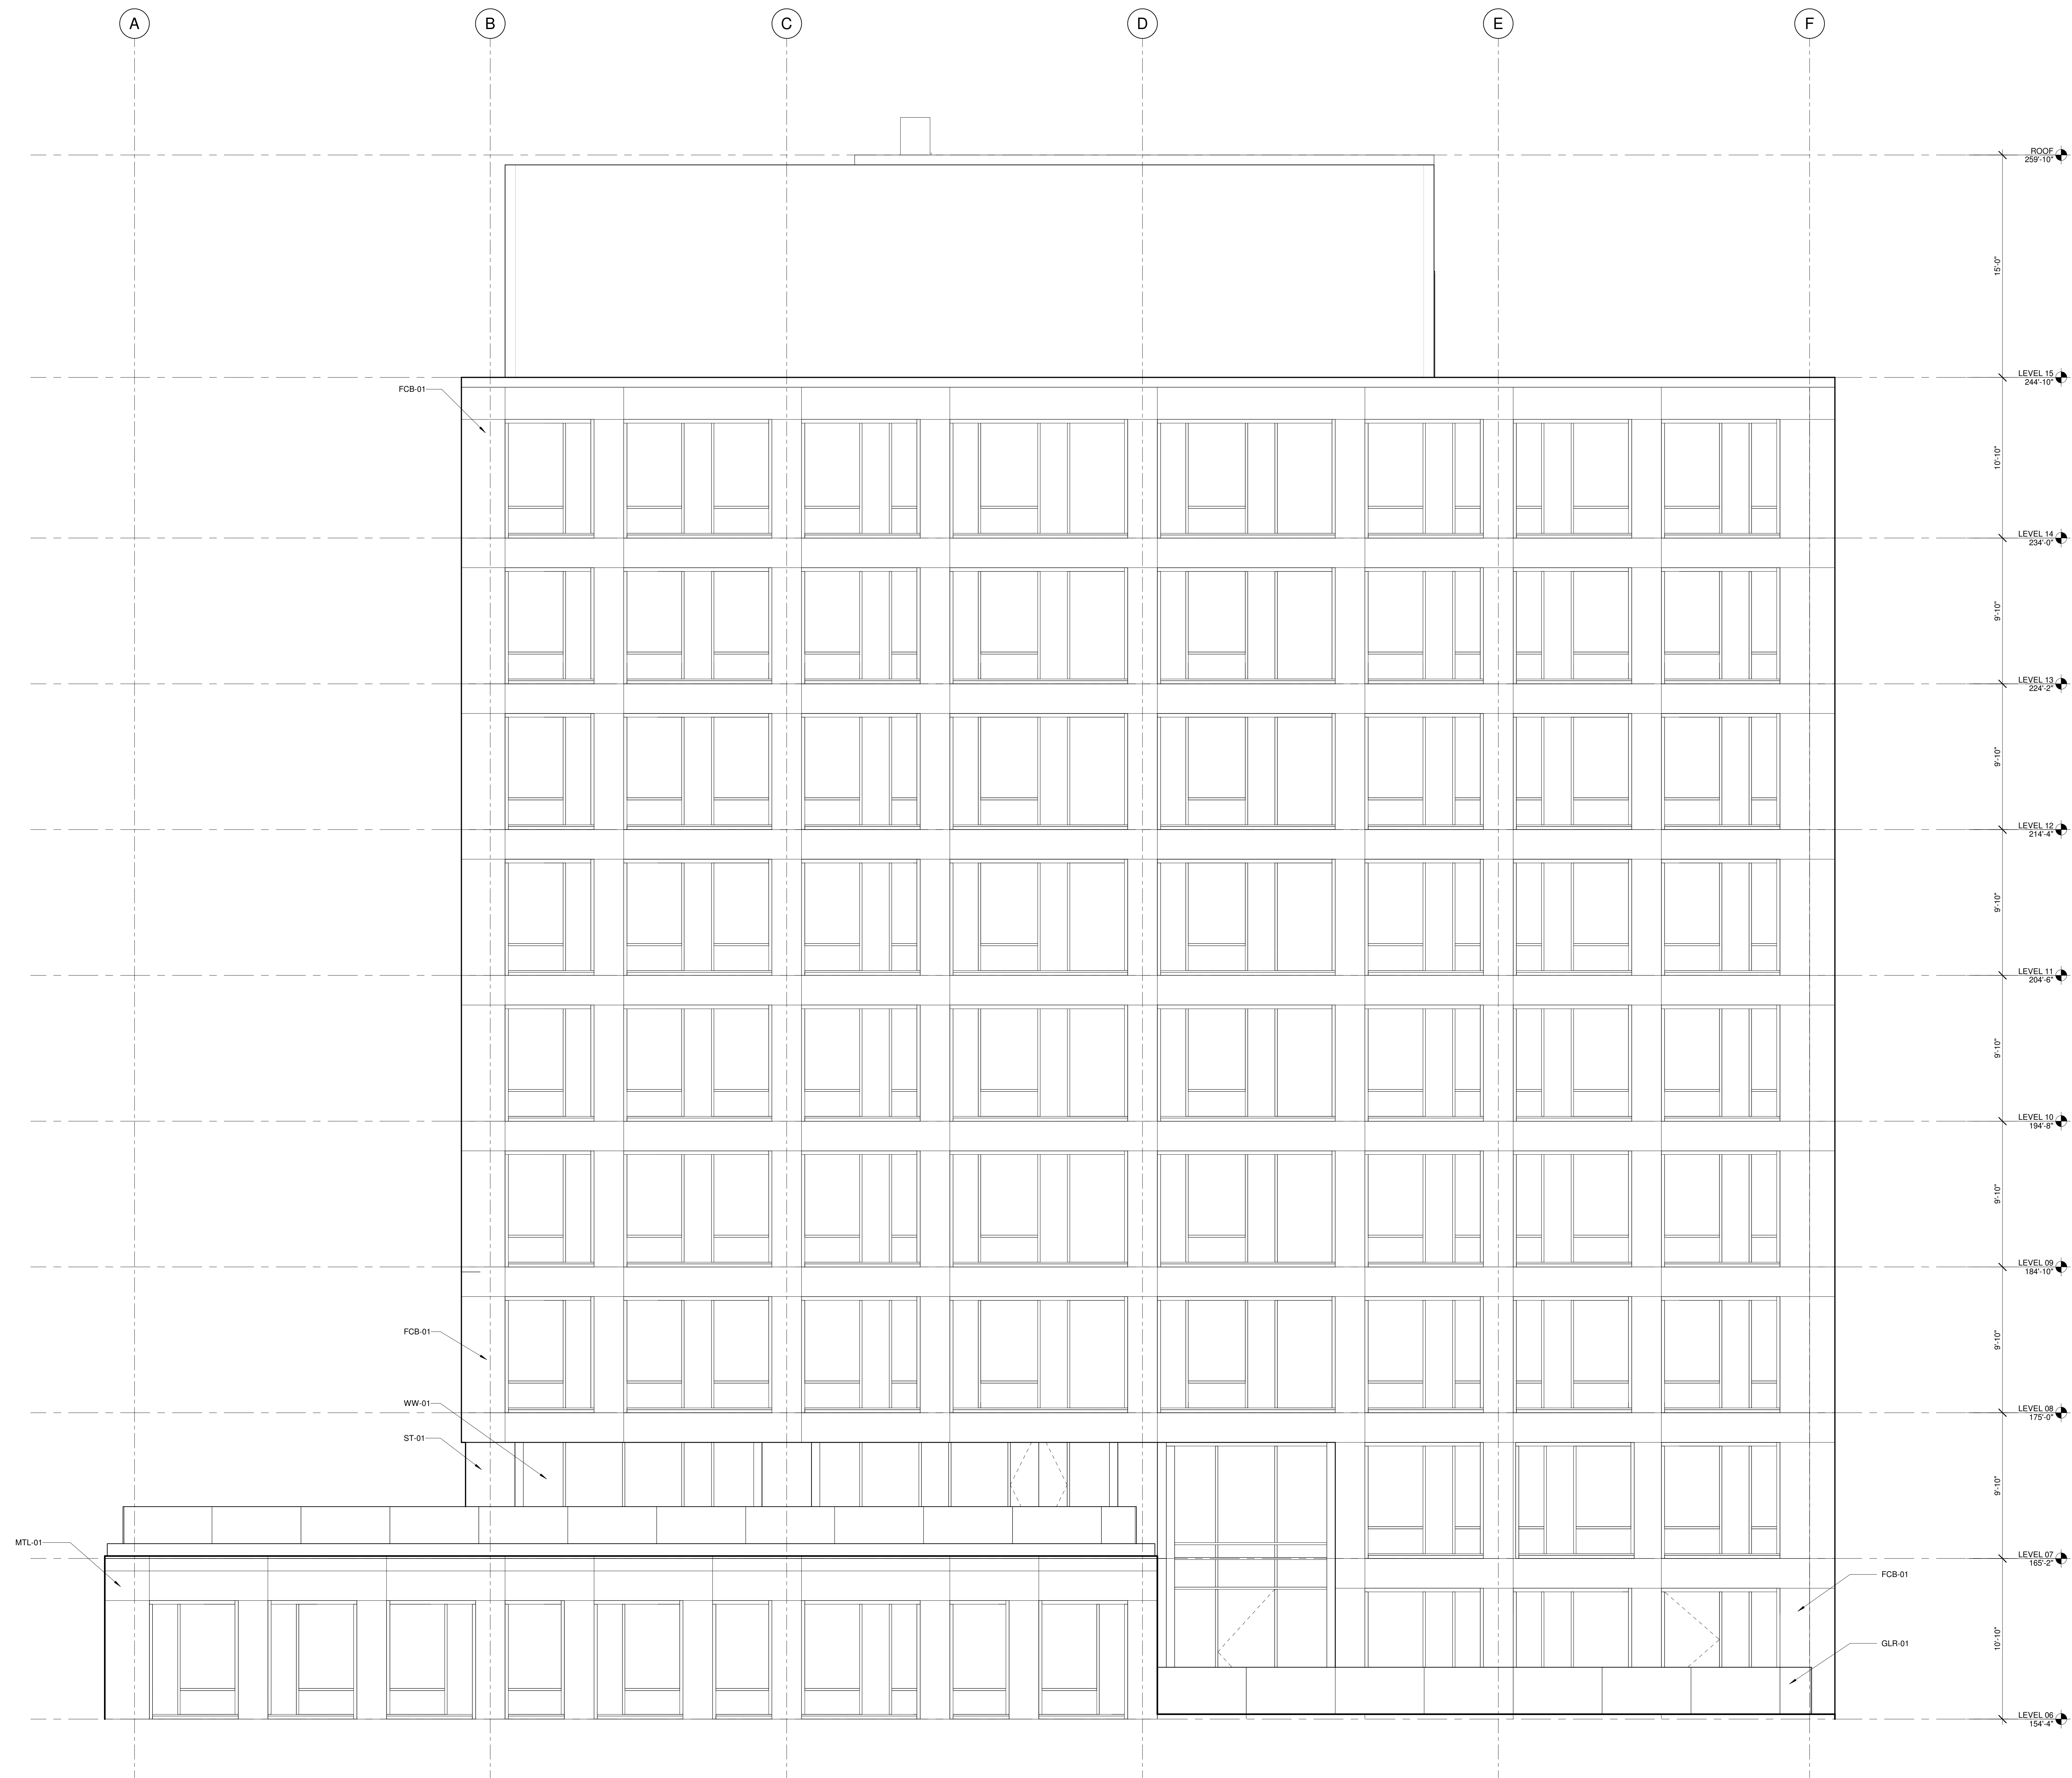 A
B
C
D
E
F
ROOF
259'-10"
15'-0"
LEVEL 15
244'-10"
FCB-01
10'-10"
LEVEL 14
234'-0"
9'-10"
LEVEL 13
224'-2"
9'-10"
LEVEL 12
214'-4"
9'-10"
LEVEL 11
204'-6"
9'-10"
LEVEL 10
194'-8"
9'-10"
LEVEL 09
184'-10"
FCB-01
9'-10"
WW-01
LEVEL 08
175'-0"
ST-01
9'-10"
MTL-01
LEVEL 07
165'-2"
FCB-01
10'-10"
GLR-01
LEVEL 06
154'-4"